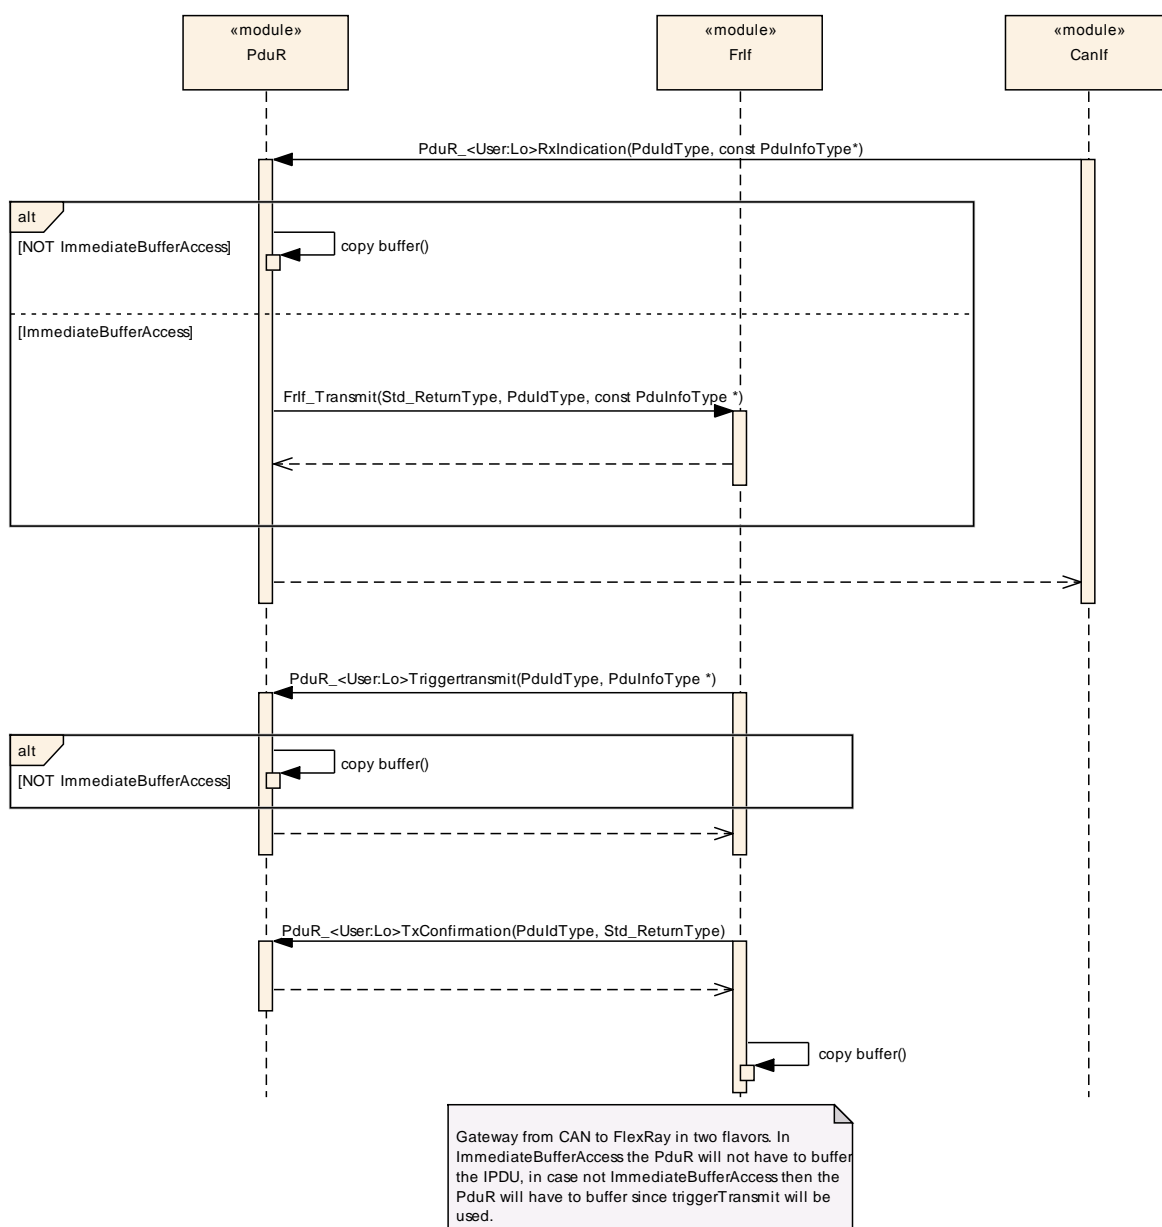 «module»
PduR
«module»
FrIf
«module»
CanIf
PduR_<User:Lo>RxIndication(PduIdType, const PduInfoType*)
alt
[NOT ImmediateBufferAccess]
copy buffer()
[ImmediateBufferAccess]
FrIf_Transmit(Std_ReturnType, PduIdType, const PduInfoType *)
PduR_<User:Lo>Triggertransmit(PduIdType, PduInfoType *)
alt
copy buffer()
[NOT ImmediateBufferAccess]
PduR_<User:Lo>TxConfirmation(PduIdType, Std_ReturnType)
copy buffer()
Gateway from CAN to FlexRay in two flavors. In
ImmediateBufferAccess the PduR will not have to buffer
the IPDU, in case not ImmediateBufferAccess then the
PduR will have to buffer since triggerTransmit will be
used.